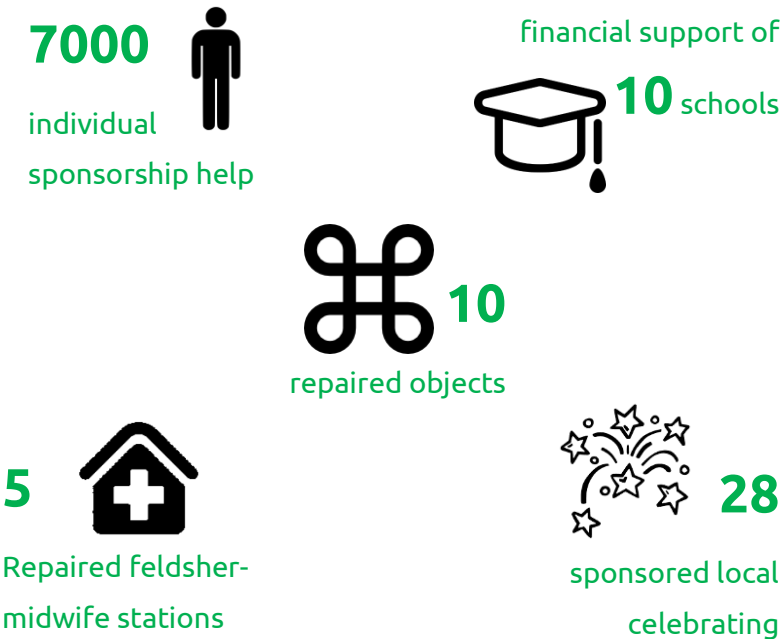 7000
individual
sponsorship help
financial support of
10 schools
10
repaired objects
5
Repaired feldsher-
midwife stations
28
sponsored local
celebrating